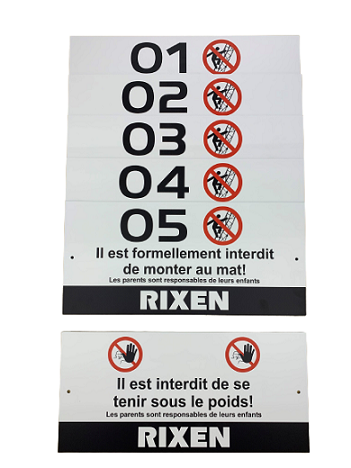 01
02
03
04
05
Il est formellement interdit
de monter au mat!
Les parents sont responsables de leurs enfants
RIXEN
Il est interdit de se
tenir sous le poids!
Les parents sont responsables de leurs enfants
RIXEN